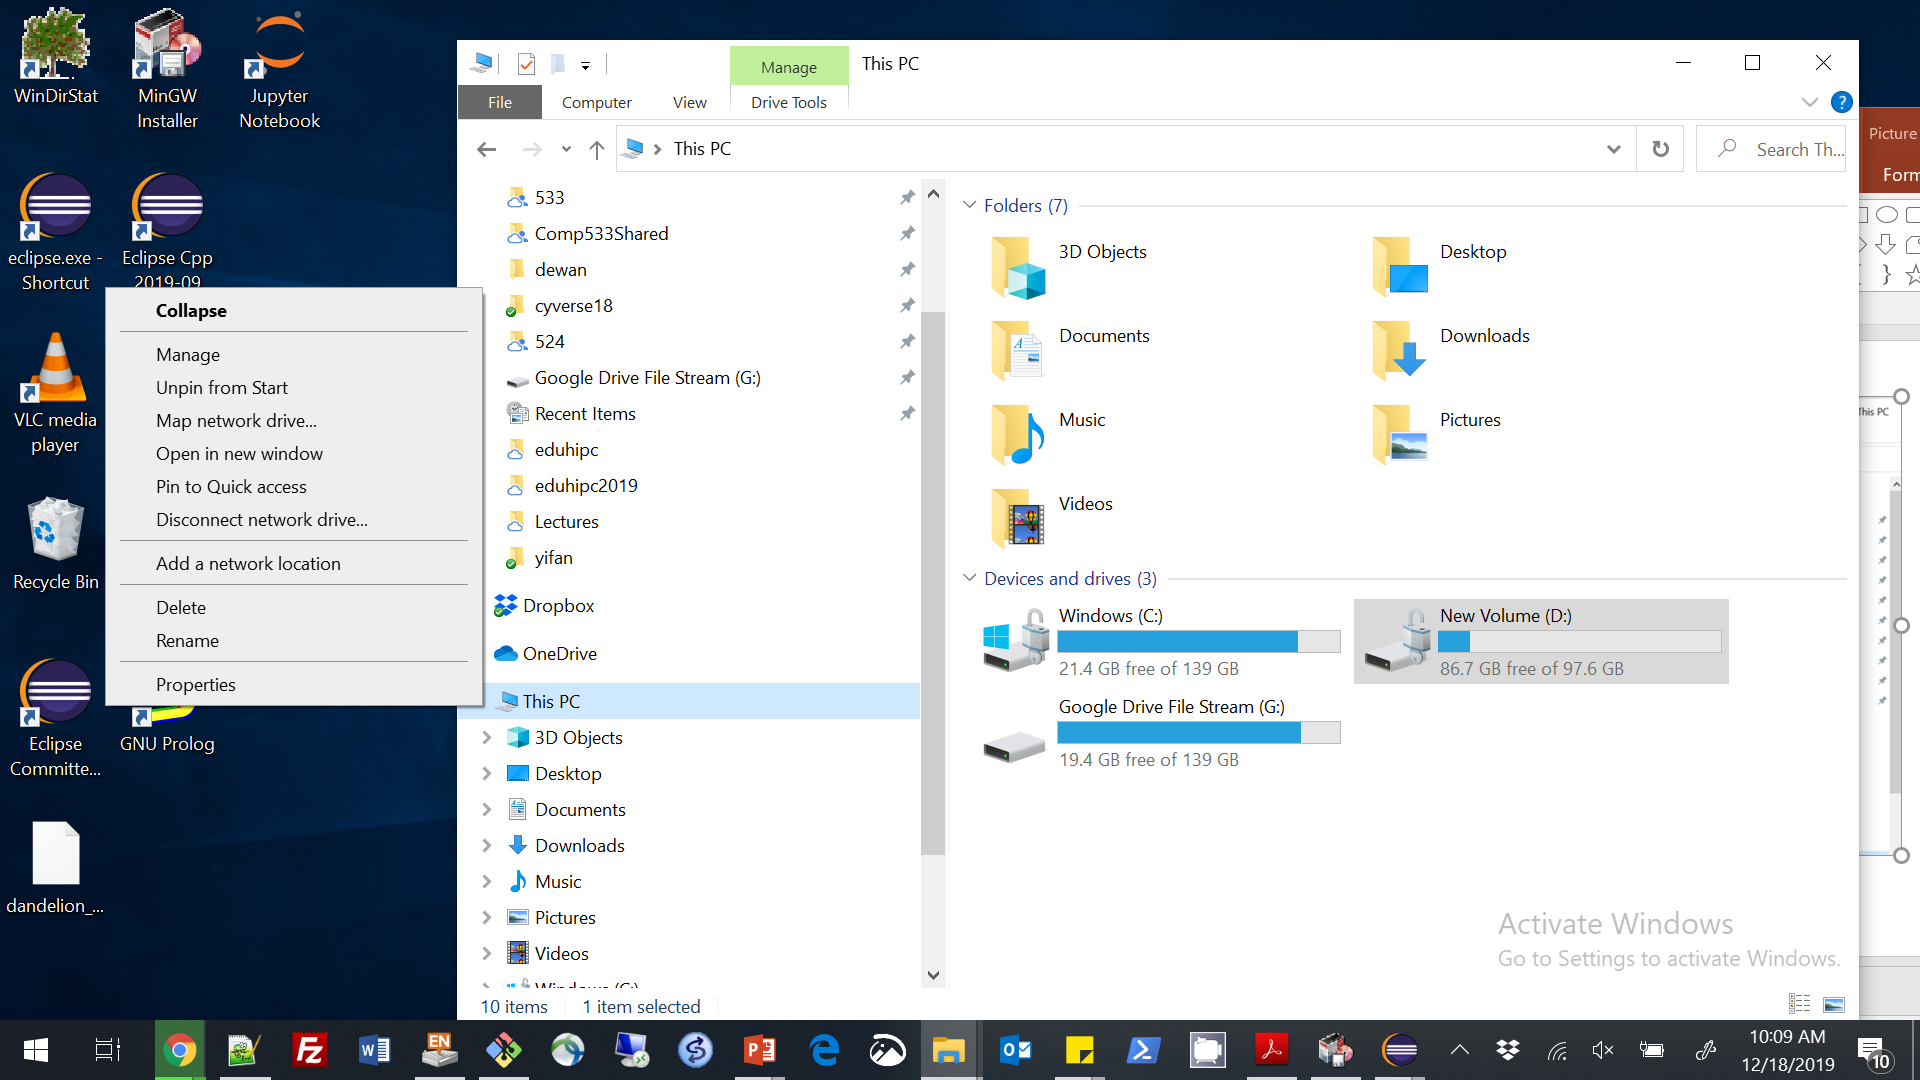 WinDirStat
MinGW
Installer
Jupyter
Notebook
eclipse.exe -
Shortcut
Eclipse Cpp
2019-09
VLC media
player
Recycle Bin
Eclipse
Committe...
GNU Prolog
dandelion_...
Collapse
Manage
Unpin from Start
Map network drive...
Open in new window
Pin to Quick access
Disconnect network drive...
Add a network location
Delete
Rename
Properties
Manage
This PC
File
Computer
View
Drive Tools
?
This PC
Search Th...
533
Comp533Shared
dewan
cyverse18
524
Google Drive File Stream (G:)
Recent Items
eduhipc
eduhipc2019
Lectures
yifan
Dropbox
OneDrive
This PC
3D Objects
Desktop
Documents
Downloads
Music
Pictures
Videos
Windows (C:)
Folders (7)
3D Objects
Desktop
Documents
Downloads
Music
Pictures
Videos
Devices and drives (3)
Windows (C:)
21.4 GB free of 139 GB
New Volume (D:)
86.7 GB free of 97.6 GB
Google Drive File Stream (G:)
19.4 GB free of 139 GB
Activate Windows
Go to Settings to activate Windows.
10 items
1 item selected
Picture
Form
This PC
EN
10:09 AM
12/18/2019
10